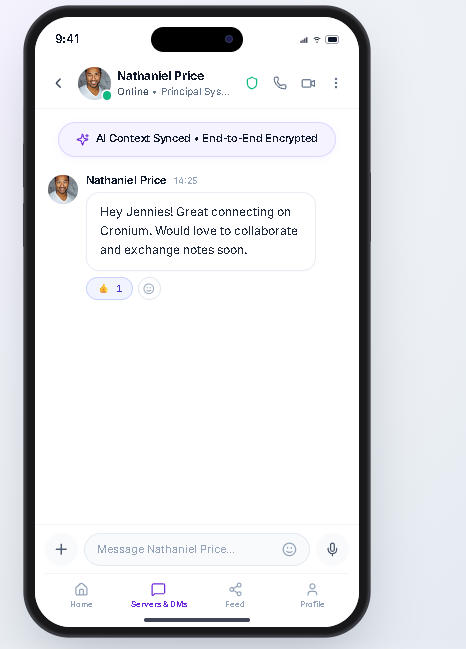 9:41
Nathaniel Price
Online • Principal Sys...
AI Context Synced • End-to-End Encrypted
Nathaniel Price 14:25
Hey Jennies! Great connecting on
Cronium. Would love to collaborate
and exchange notes soon.
👍 1
Message Nathaniel Price...
Home Servers & DMs Feed Profile